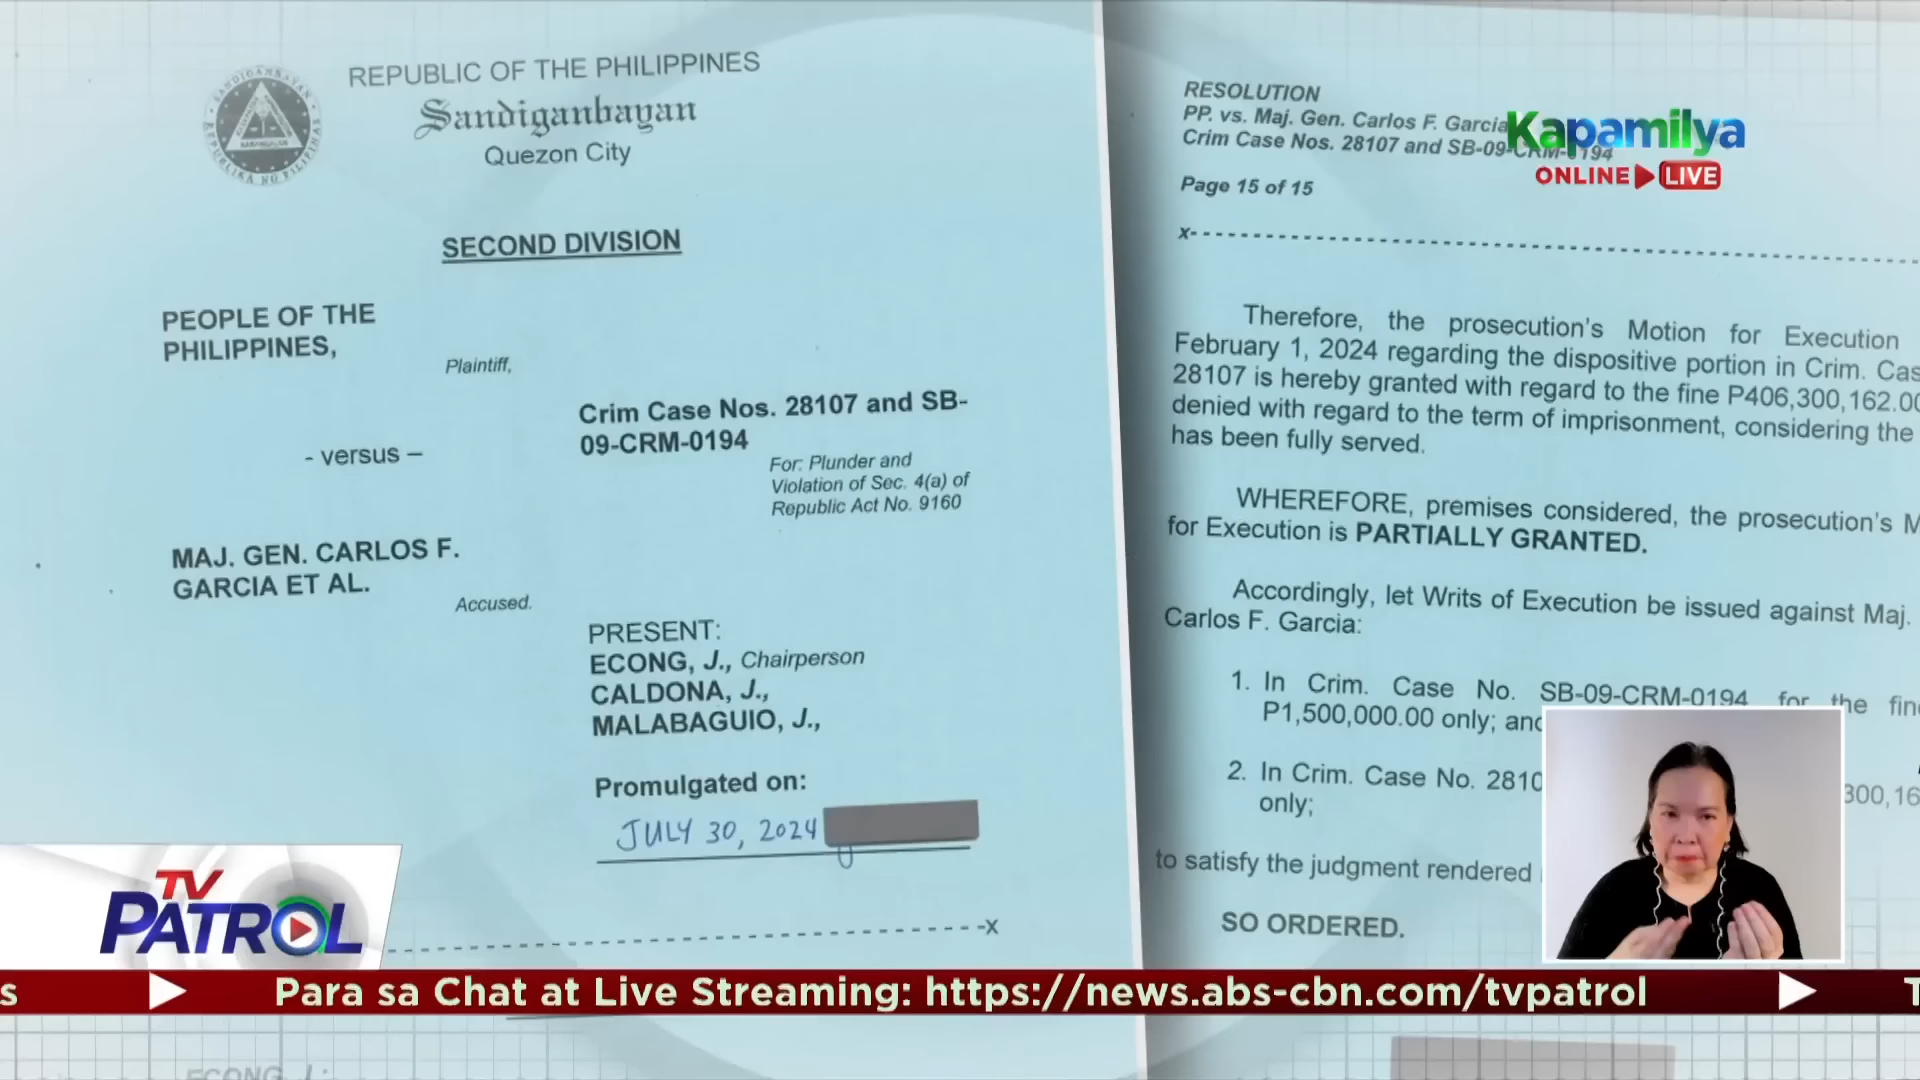 REPUBLIC OF THE PHILIPPINES
Sandiganbayan
Quezon City
SECOND DIVISION
PEOPLE OF THE
PHILIPPINES,
Plaintiff,
- versus –
Crim Case Nos. 28107 and SB-
09-CRM-0194
For: Plunder and
Violation of Sec. 4(a) of
Republic Act No. 9160
MAJ. GEN. CARLOS F.
GARCIA ET AL.
Accused.
PRESENT:
ECONG, J., Chairperson
CALDONA, J.,
MALABAGUIO, J.,
Promulgated on:
JULY 30, 2024
-x
RESOLUTION
PP. vs. Maj. Gen. Carlos F. Garcia
Crim Case Nos. 28107 and SB-09-CRM-0194
Page 15 of 15
x-
Therefore, the prosecution's Motion for Execution
February 1, 2024 regarding the dispositive portion in Crim. Cas
28107 is hereby granted with regard to the fine P406,300,162.00
denied with regard to the term of imprisonment, considering the
has been fully served.
WHEREFORE, premises considered, the prosecution's M
for Execution is PARTIALLY GRANTED.
Accordingly, let Writs of Execution be issued against Maj.
Carlos F. Garcia:
1. In Crim. Case No. SB-09-CRM-0194 for the fin
P1,500,000.00 only; and
2. In Crim. Case No. 2810
300,16
only;
to satisfy the judgment rendered
SO ORDERED.
Kapamilya
ONLINE LIVE
TV
PATROL
s Para sa Chat at Live Streaming: https://news.abs-cbn.com/tvpatrol T
ECONG, J.,